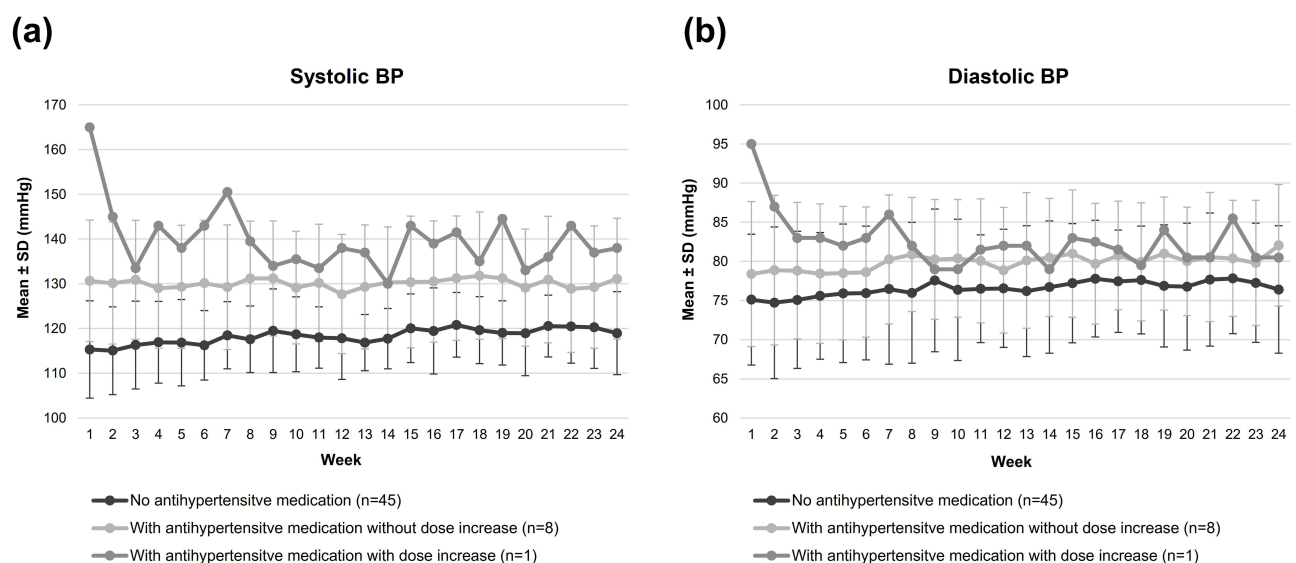 (a)
Systolic BP
Mean ± SD (mmHg)
170
160
150
140
130
120
110
100
1 2 3 4 5 6 7 8 9 10 11 12 13 14 15 16 17 18 19 20 21 22 23 24
Week
No antihypertensitve medication (n=45)
With antihypertensitve medication without dose increase (n=8)
With antihypertensitve medication with dose increase (n=1)
(b)
Diastolic BP
Mean ± SD (mmHg)
100
95
90
85
80
75
70
65
60
1 2 3 4 5 6 7 8 9 10 11 12 13 14 15 16 17 18 19 20 21 22 23 24
Week
No antihypertensitve medication (n=45)
With antihypertensitve medication without dose increase (n=8)
With antihypertensitve medication with dose increase (n=1)